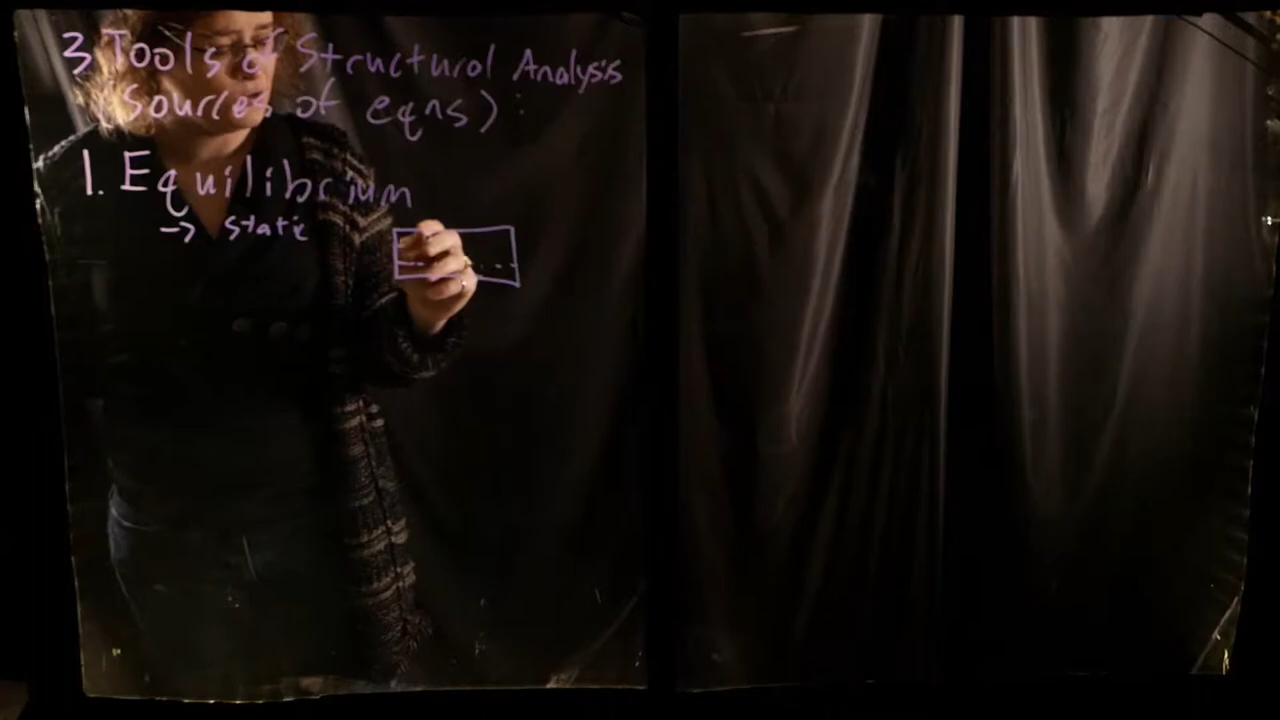 3 Tools of Structural Analysis
(Sources of eqns) :
1. Equilibrium
→ static